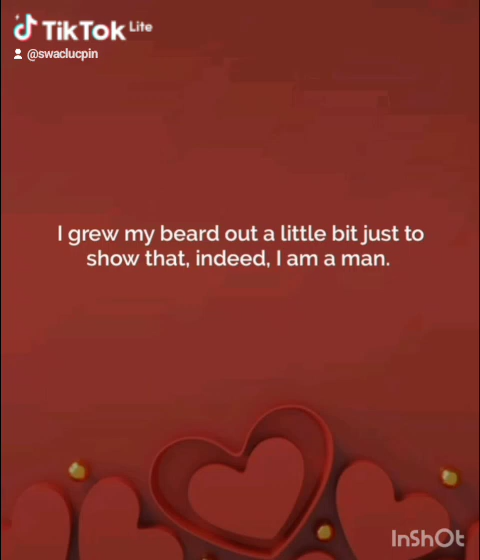 TikTok Lite
@swaclucpin
I grew my beard out a little bit just to
show that, indeed, I am a man.
InShOt